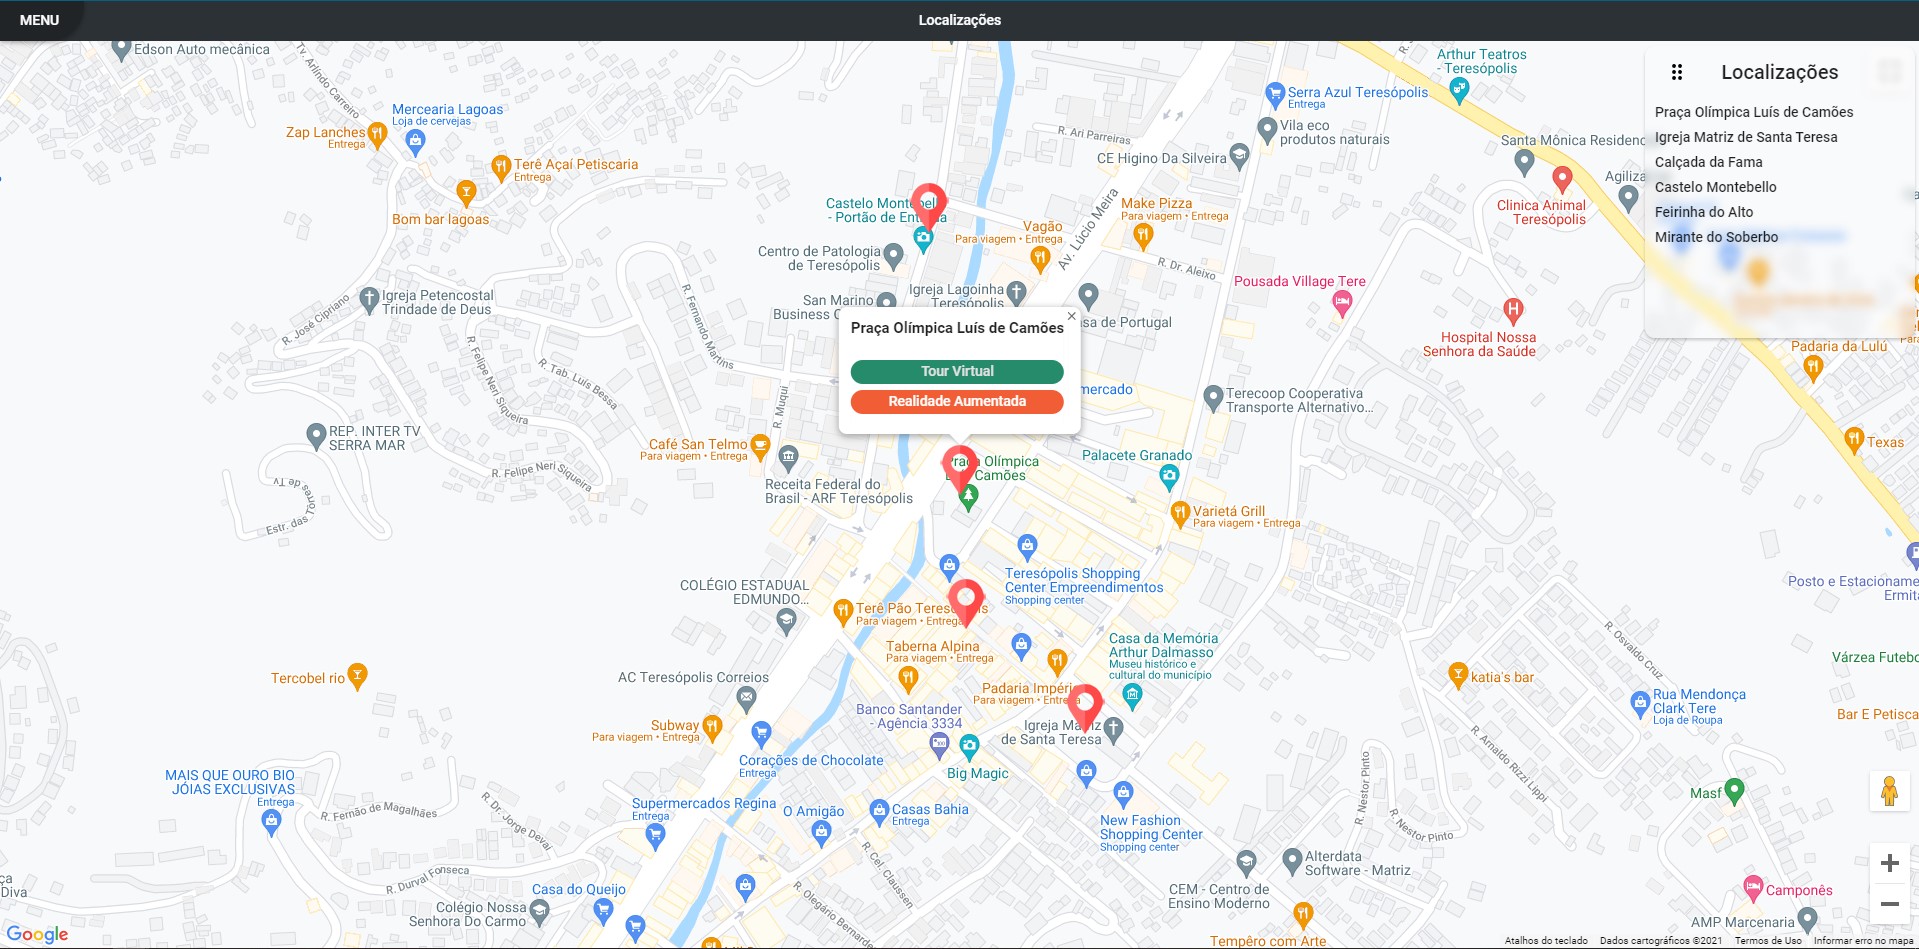 MENU
Localizações
Edson Auto mecânica
Tv. Arlindo Carreiro
Mercearia Lagoas
Loja de cervejas
Zap Lanches
Entrega
Terê Açaí Petiscaria
Entrega
Bom bar lagoas
Arthur Teatros
- Teresópolis
Serra Azul Teresópolis
Entrega
Vila eco
produtos naturais
R. Ari Parreiras
CE Higino Da Silveira
Santa Mônica Residenc
Agiliza
Clinica Animal
Teresópolis
Localizações
Praça Olímpica Luís de Camões
Igreja Matriz de Santa Teresa
Calçada da Fama
Castelo Montebello
Feirinha do Alto
Mirante do Soberbo
Castelo Montebell
- Portão de Ent
Make Pizza
Para viagem • Entrega
Vagão
Para viagem • Entrega
Av. Lúcio Meira
R. Dr. Aleixo
Centro de Patologia
de Teresópolis
Igreja Lagoinha
Teresópolis
San Marino
Business C
asa de Portugal
Pousada Village Tere
Hospital Nossa
Senhora da Saúde
Padaria da Lulú
Igreja Petencostal
Trindade de Deus
R. José Cipriano
R. Felipe Neri Siqueira
R. Tab. Luis Bessa
R. Fernando Martins
R. Muqui
Praça Olímpica Luís de Camões
Tour Virtual
Realidade Aumentada
mercado
Terecoop Cooperativa
Transporte Alternativo...
REP. INTER TV
SERRA MAR
R. Felipe Neri Siqueira
Estr. das Torres de Tv
Café San Telmo
Para viagem • Entrega
Receita Federal do
Brasil - ARF Teresópolis
Olímpica
Camões
Palacete Granado
Varietá Grill
Para viagem • Entrega
Texas
Teresópolis Shopping
Center Empreendimentos
Shopping center
COLÉGIO ESTADUAL
EDMUNDO...
Terê Pão Teres
Para viagem • Entrega
Taberna Alpina
Para viagem • Entrega
Casa da Memória
Arthur Dalmasso
Museu histórico e
cultural do município
Posto e Estacioname
Ermit
R. Osvaldo Cruz
Várzea Futebo
Tercobel rio
AC Teresópolis Correios
Padaria Impéri
Para viagem • Entre
katia's bar
Rua Mendonça
Clark Tere
Loja de Roupa
Bar E Petisca
Banco Santander
- Agência 3334
Igreja Ma
de Santa Teresa
Subway
Para viagem • Entrega
Big Magic
Corações de Chocolate
Entrega
MAIS QUE OURO BIO
JÓIAS EXCLUSIVAS
Entrega
R. Fernão de Magalhães
R. Dr. Jorge Deval
R. Durval Fonseca
Supermercados Regina
Entrega
O Amigão
Casas Bahia
Entrega
New Fashion
Shopping Center
Shopping center
R. Nestor Pinto
R. Nestor Pinto
R. Arnaldo Rizzi Lippi
Masf
R. Cel. Claussen
R. Olegário Bernarde
Alterdata
Software - Matriz
CEM - Centro de
Ensino Moderno
Camponês
AMP Marcenaria
ça
Diva
Casa do Queijo
Colégio Nossa
Senhora Do Carmo
Tempêro com Arte
Google
Atalhos do teclado
Dados cartográficos ©2021
Termos de Uso
Informar erro no mapa